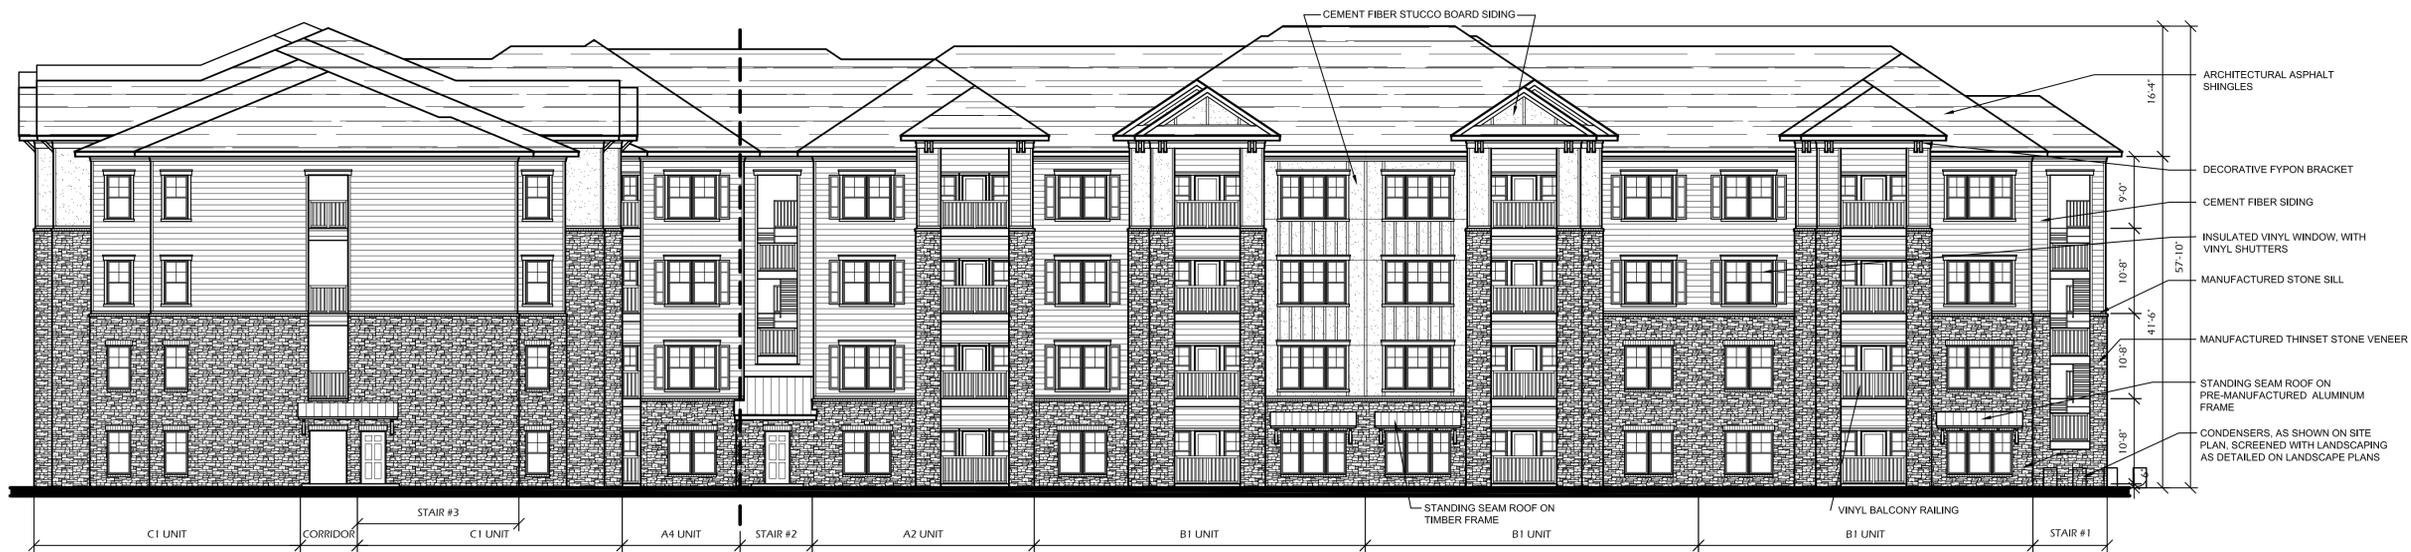 CEMENT FIBER STUCCO BOARD SIDING
ARCHITECTURAL ASPHALT
SHINGLES
DECORATIVE FYPON BRACKET
CEMENT FIBER SIDING
INSULATED VINYL WINDOW, WITH
VINYL SHUTTERS
MANUFACTURED STONE SILL
MANUFACTURED THINSET STONE VENEER
STANDING SEAM ROOF ON
PRE-MANUFACTURED ALUMINUM
FRAME
CONDENSERS, AS SHOWN ON SITE
PLAN, SCREENED WITH LANDSCAPING
AS DETAILED ON LANDSCAPE PLANS
16'-4"
9'-0"
10'-8"
10'-8"
10'-8"
41'-6"
57'-10"
STANDING SEAM ROOF ON
TIMBER FRAME
VINYL BALCONY RAILING
C1 UNIT
CORRIDOR
STAIR #3
C1 UNIT
A4 UNIT
STAIR #2
A2 UNIT
B1 UNIT
B1 UNIT
B1 UNIT
STAIR #1